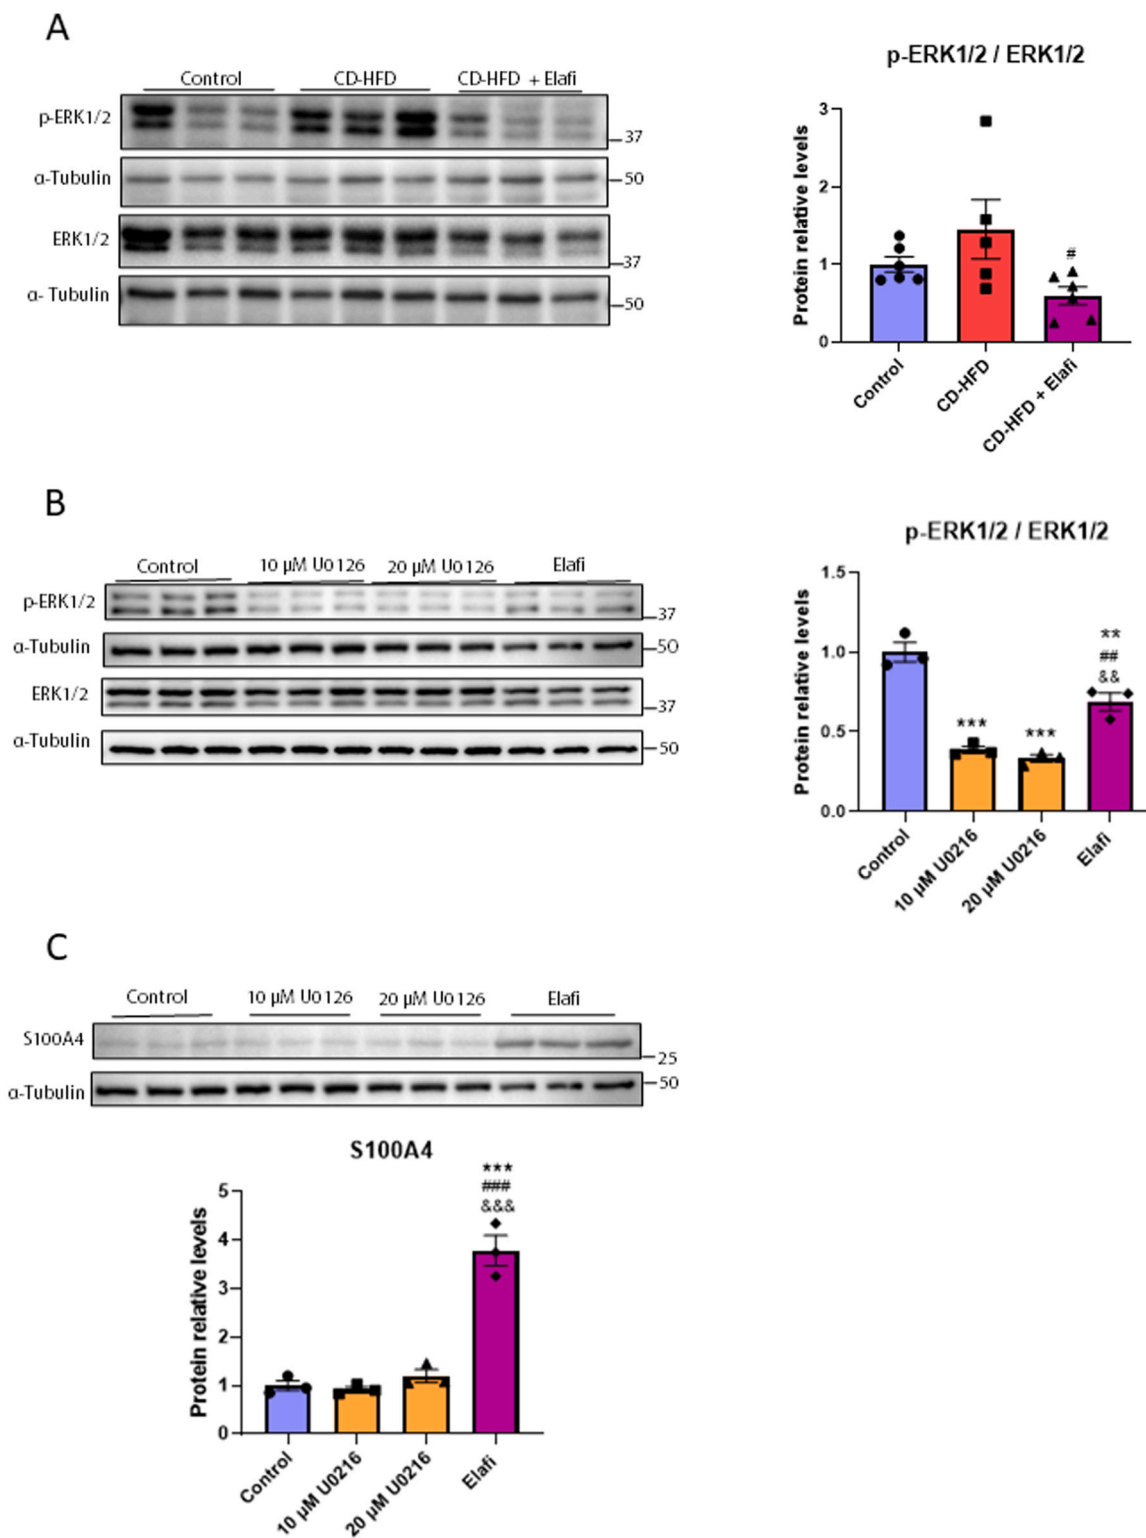 A
Control CD-HFD CD-HFD + Elafi
p-ERK1/2
37
α-Tubulin
50
ERK1/2
37
α- Tubulin
50
p-ERK1/2 / ERK1/2
Protein relative levels
3
2
1
0
#
Control
CD-HFD
CD-HFD + Elafi
B
Control 10 µM U0126 20 µM U0126 Elafi
p-ERK1/2
37
α-Tubulin
50
ERK1/2
37
α-Tubulin
50
p-ERK1/2 / ERK1/2
Protein relative levels
1.5
1.0
0.5
0.0
***
***
**
##
&&
Control
10 µM U0216
20 µM U0216
Elafi
C
Control 10 µM U0126 20 µM U0126 Elafi
S100A4
25
α-Tubulin
50
S100A4
Protein relative levels
5
4
3
2
1
0
***
###
&&&
Control
10 µM U0216
20 µM U0216
Elafi